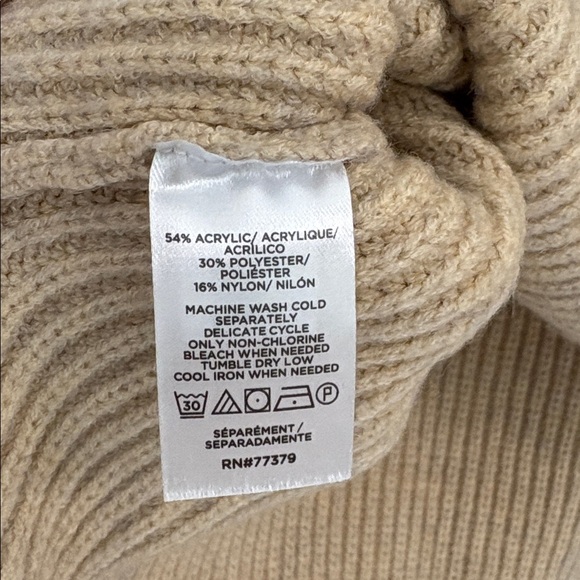 54% ACRYLIC/ ACRYLIQUE/
ACRÍLICO
30% POLYESTER/
POLIÉSTER
16% NYLON/ NILÓN
MACHINE WASH COLD
SEPARATELY
DELICATE CYCLE
ONLY NON-CHLORINE
BLEACH WHEN NEEDED
TUMBLE DRY LOW
COOL IRON WHEN NEEDED
30 P
SÉPARÉMENT/
SEPARADAMENTE
RN#77379